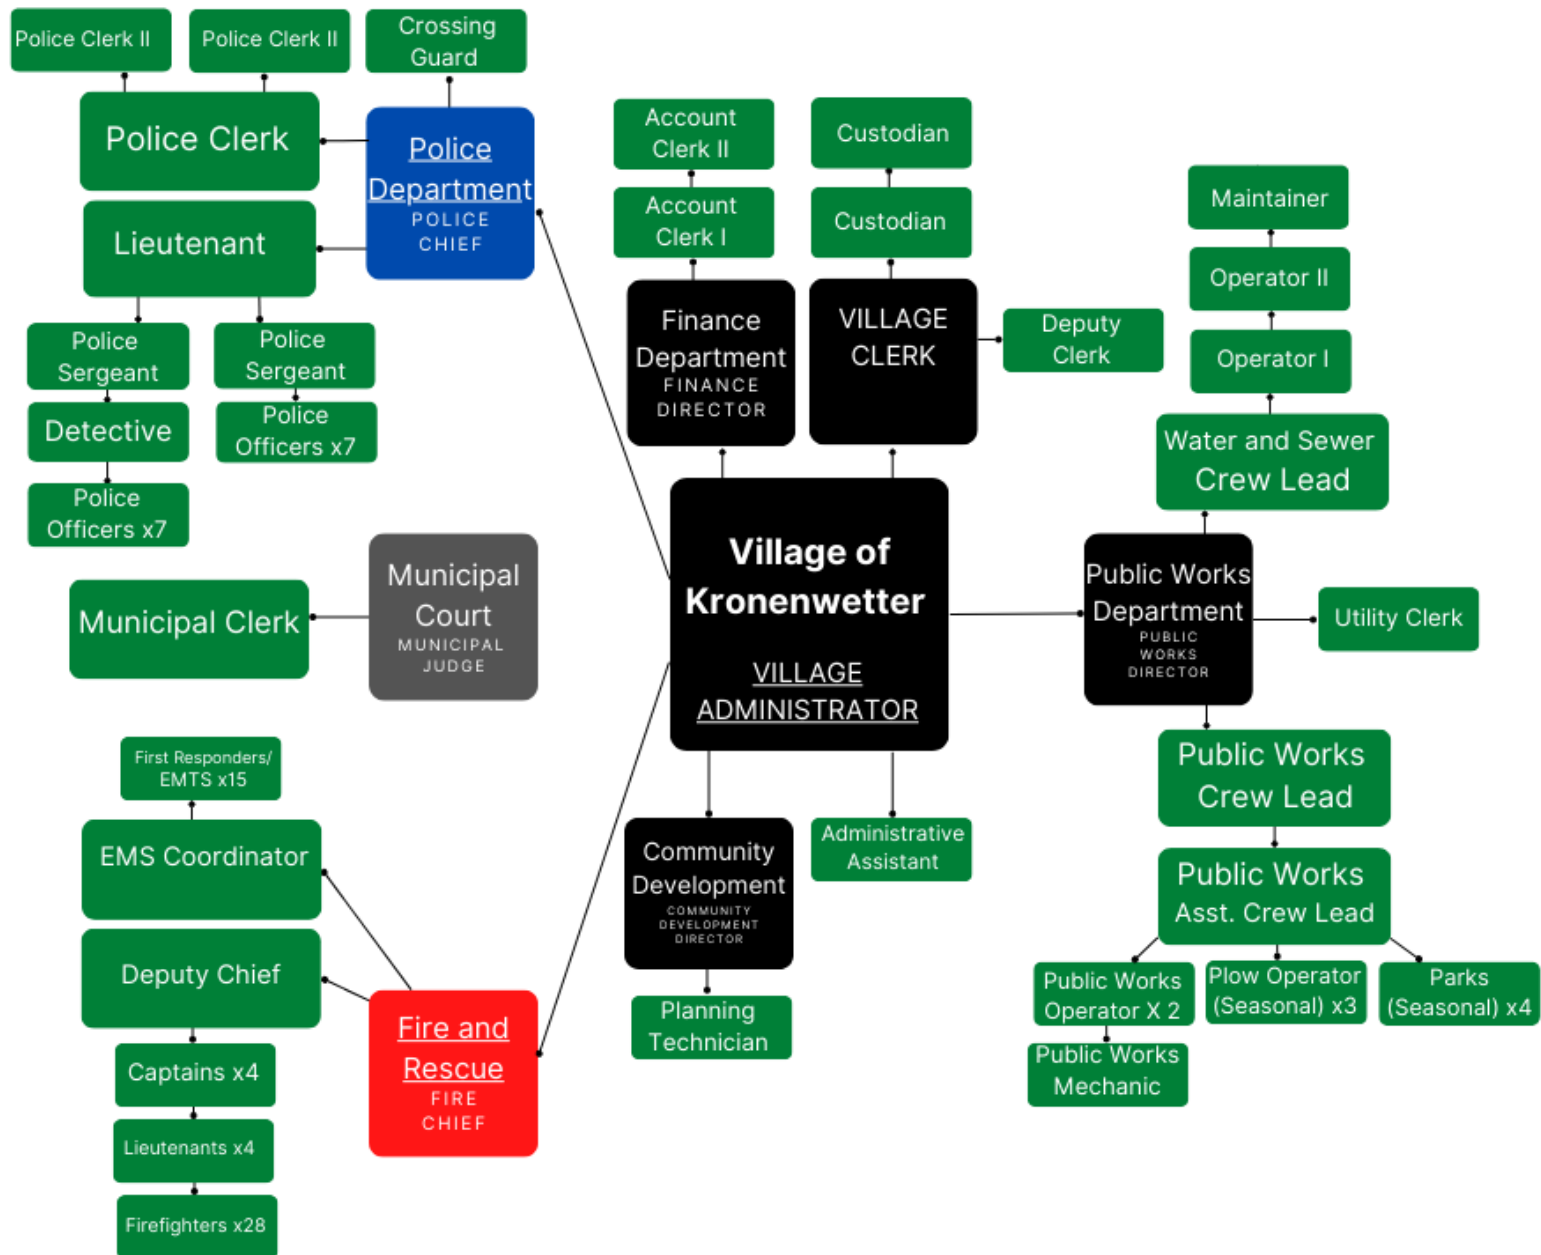 Police Clerk II
Police Clerk II
Crossing
Guard
Police Clerk
Police
Department
POLICE
CHIEF
Lieutenant
Police
Sergeant
Police
Sergeant
Detective
Police
Officers x7
Police
Officers x7
Account
Clerk II
Account
Clerk I
Finance
Department
FINANCE
DIRECTOR
Custodian
Custodian
VILLAGE
CLERK
Deputy
Clerk
Maintainer
Operator II
Operator I
Water and Sewer
Crew Lead
Municipal Clerk
Municipal
Court
MUNICIPAL
JUDGE
Village of
Kronenwetter
VILLAGE
ADMINISTRATOR
Public Works
Department
PUBLIC
WORKS
DIRECTOR
Utility Clerk
Public Works
Crew Lead
Public Works
Asst. Crew Lead
Public Works
Operator X 2
Plow Operator
(Seasonal) x3
Parks
(Seasonal) x4
Public Works
Mechanic
First Responders/
EMTS x15
EMS Coordinator
Deputy Chief
Fire and
Rescue
FIRE
CHIEF
Captains x4
Lieutenants x4
Firefighters x28
Community
Development
COMMUNITY
DEVELOPMENT
DIRECTOR
Administrative
Assistant
Planning
Technician